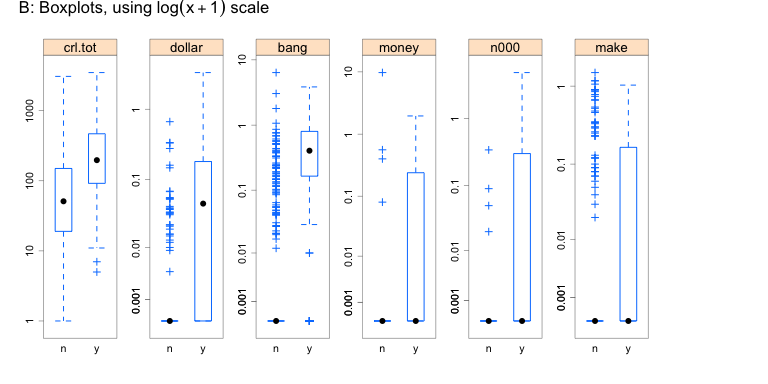 B: Boxplots, using log(x + 1) scale
crl.tot dollar bang money n000 make
1 10 100 1000
0.001 0.01 0.1 1
0.001 0.01 0.1 1 10
0.001 0.01 0.1 1 10
0.001 0.01 0.1 1
0.001 0.01 0.1 1
n y n y n y n y n y n y